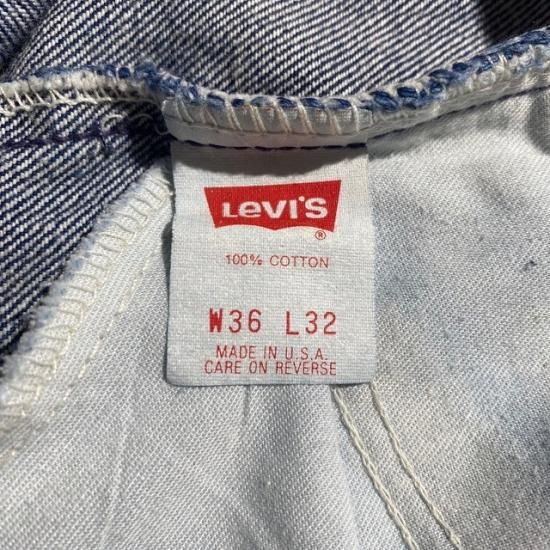 Levi's
®
100% COTTON
W36 L32
MADE IN U.S.A.
CARE ON REVERSE